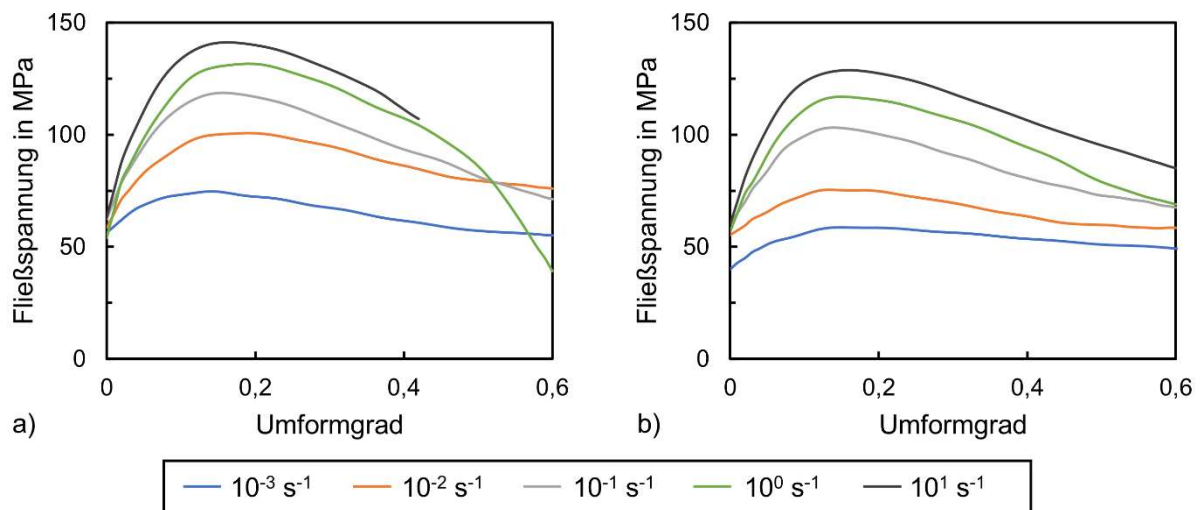 150
100
50
0
Fließspannung in MPa
0
0,2
0,4
0,6
Umformgrad
a)
150
100
50
0
Fließspannung in MPa
0
0,2
0,4
0,6
Umformgrad
b)
10⁻³ s⁻¹ 10⁻² s⁻¹ 10⁻¹ s⁻¹ 10⁰ s⁻¹ 10¹ s⁻¹